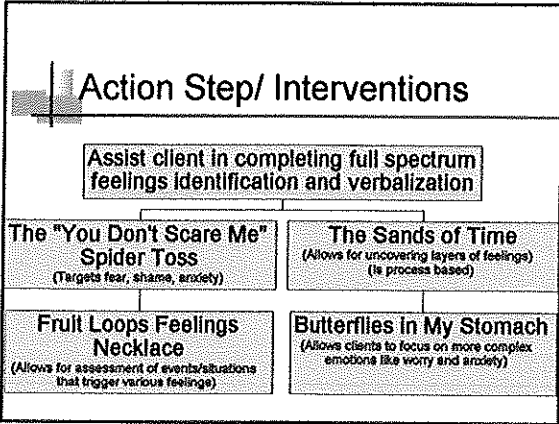 Action Step/ Interventions
Assist client in completing full spectrum
feelings identification and verbalization
The "You Don't Scare Me"
Spider Toss
(Targets fear, shame, anxiety)
The Sands of Time
(Allows for uncovering layers of feelings)
(Is process based)
Fruit Loops Feelings
Necklace
(Allows for assessment of events/situations
that trigger various feelings)
Butterflies in My Stomach
(Allows clients to focus on more complex
emotions like worry and anxiety)